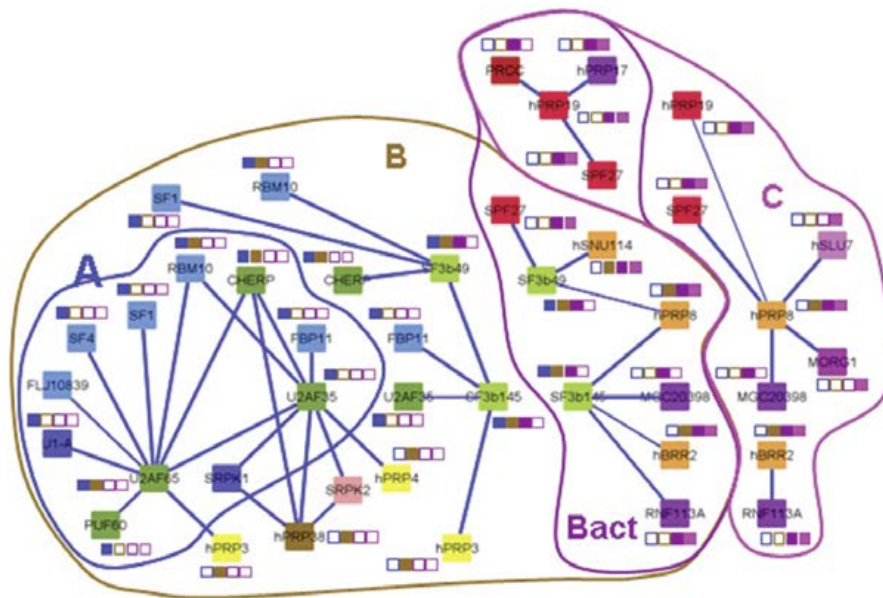 PRCC
hPRP17
hPRP19
hPRP19
B
RBM10
SPF27
SF1
SPF27
SPF27
C
hSNU114
hSLU7
A
RBM10
CHERP
CHERP
SF3b49
SF3b49
SF1
hPRP8
hPRP8
SF4
FBP11
FBP11
MORG1
FLJ10839
U2AF35
U2AF35
SF3b145
SF3b145
MGC20398
MGC20398
U1-A
hBRR2
hBRR2
U2AF65
SRPK1
hPRP4
SRPK2
RNF113A
RNF113A
PUF60
Bact
hPRP3
hPRP38
hPRP3